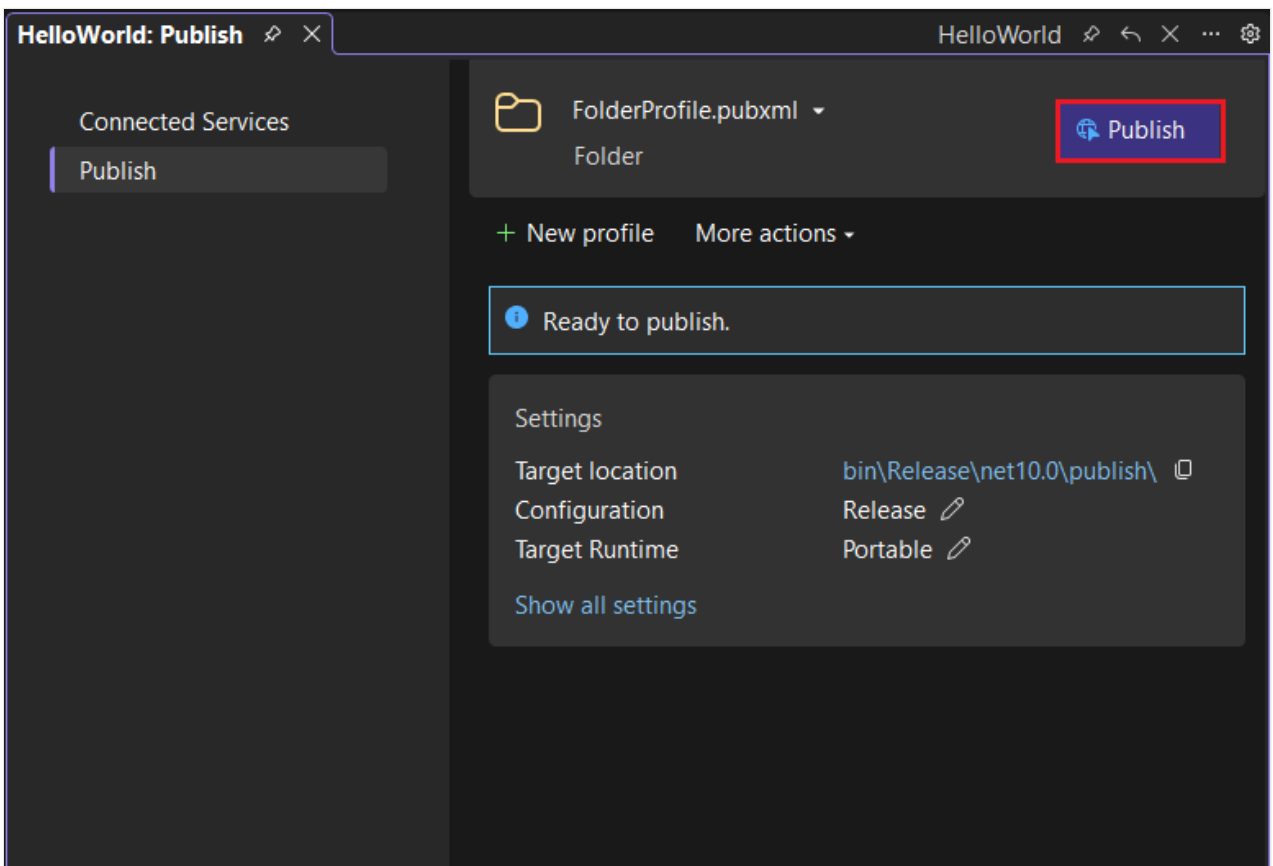 HelloWorld: Publish
HelloWorld
Connected Services
Publish
FolderProfile.pubxml
Folder
Publish
New profile More actions
Ready to publish.
Settings
Target location bin\Release\net10.0\publish\
Configuration Release
Target Runtime Portable
Show all settings